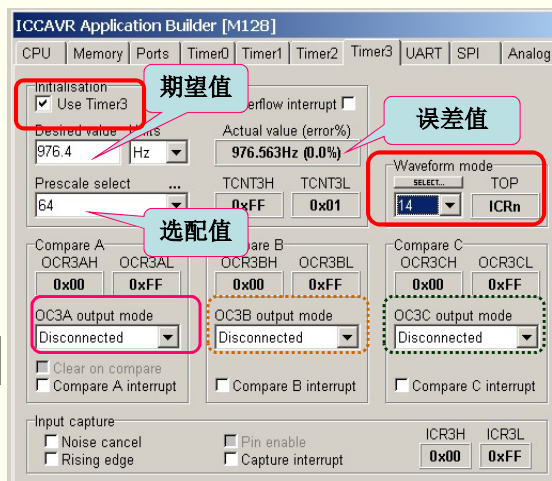 ICCAVR Application Builder [M128]
CPU Memory Ports Timer0 Timer1 Timer2 Timer3 UART SPI Analog
Initialisation
Use Timer3
期望值
interrupt
误差值
Desired value Units
Actual value (error%)
976.4 Hz
976.563Hz (0.0%)
Waveform mode
SELECT... TOP
14 ICRn
Prescale select ...
TCNT3H TCNT3L
64
0xFF 0x01
选配值
Compare A
Compare C
OCR3AH OCR3AL
OCR3BH OCR3BL
OCR3CH OCR3CL
0x00 0xFF
0x00 0xFF
0x00 0xFF
OC3A output mode
OC3B output mode
OC3C output mode
Disconnected
Disconnected
Disconnected
Clear on compare
Compare A interrupt
Compare B interrupt
Compare C interrupt
Input capture
Noise cancel
Pin enable
ICR3H ICR3L
Rising edge
Capture interrupt
0x00 0xFF